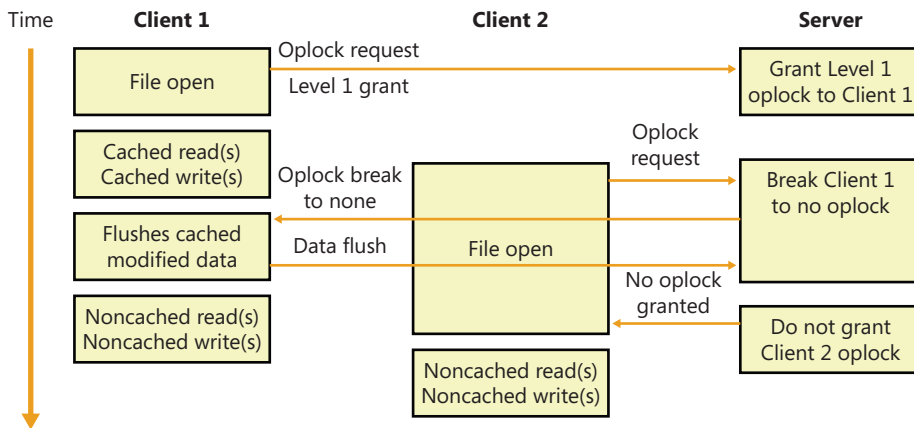 Time
Client 1
Client 2
Server
Oplock request
File open
Level 1 grant
Grant Level 1
oplock to Client 1
Cached read(s)
Cached write(s)
Oplock
request
Oplock break
to none
Break Client 1
to no oplock
Flushes cached
modified data
Data flush
File open
No oplock
granted
Noncached read(s)
Noncached write(s)
Do not grant
Client 2 oplock
Noncached read(s)
Noncached write(s)